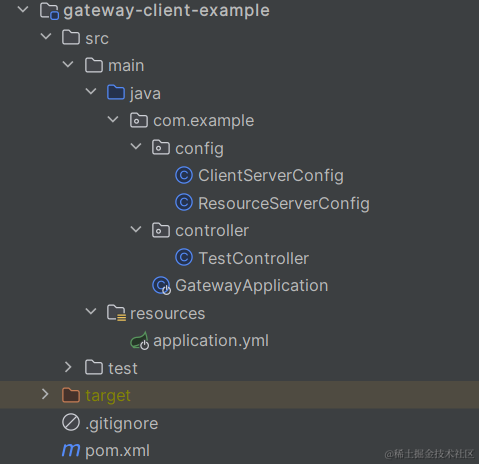 gateway-client-example
src
main
java
com.example
config
ClientServerConfig
ResourceServerConfig
controller
TestController
GatewayApplication
resources
application.yml
test
target
.gitignore
pom.xml
@稀土掘金技术社区